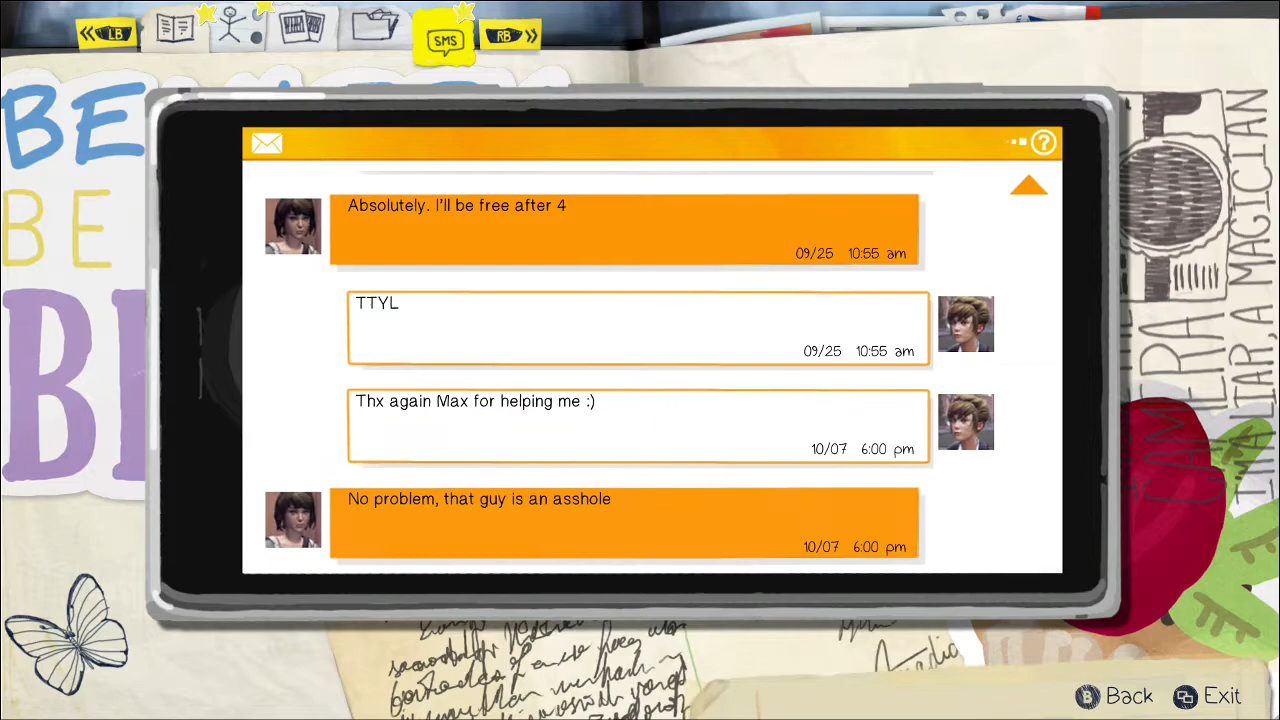 LB
SMS
RB
BE
BE
Absolutely. I'll be free after 4
09/25 10:55 am
TTYL
09/25 10:55 am
Thx again Max for helping me :)
10/07 6:00 pm
No problem, that guy is an asshole
10/07 6:00 pm
CAMERA
I'M A LIAR, A MAGICIAN
B Back
Exit